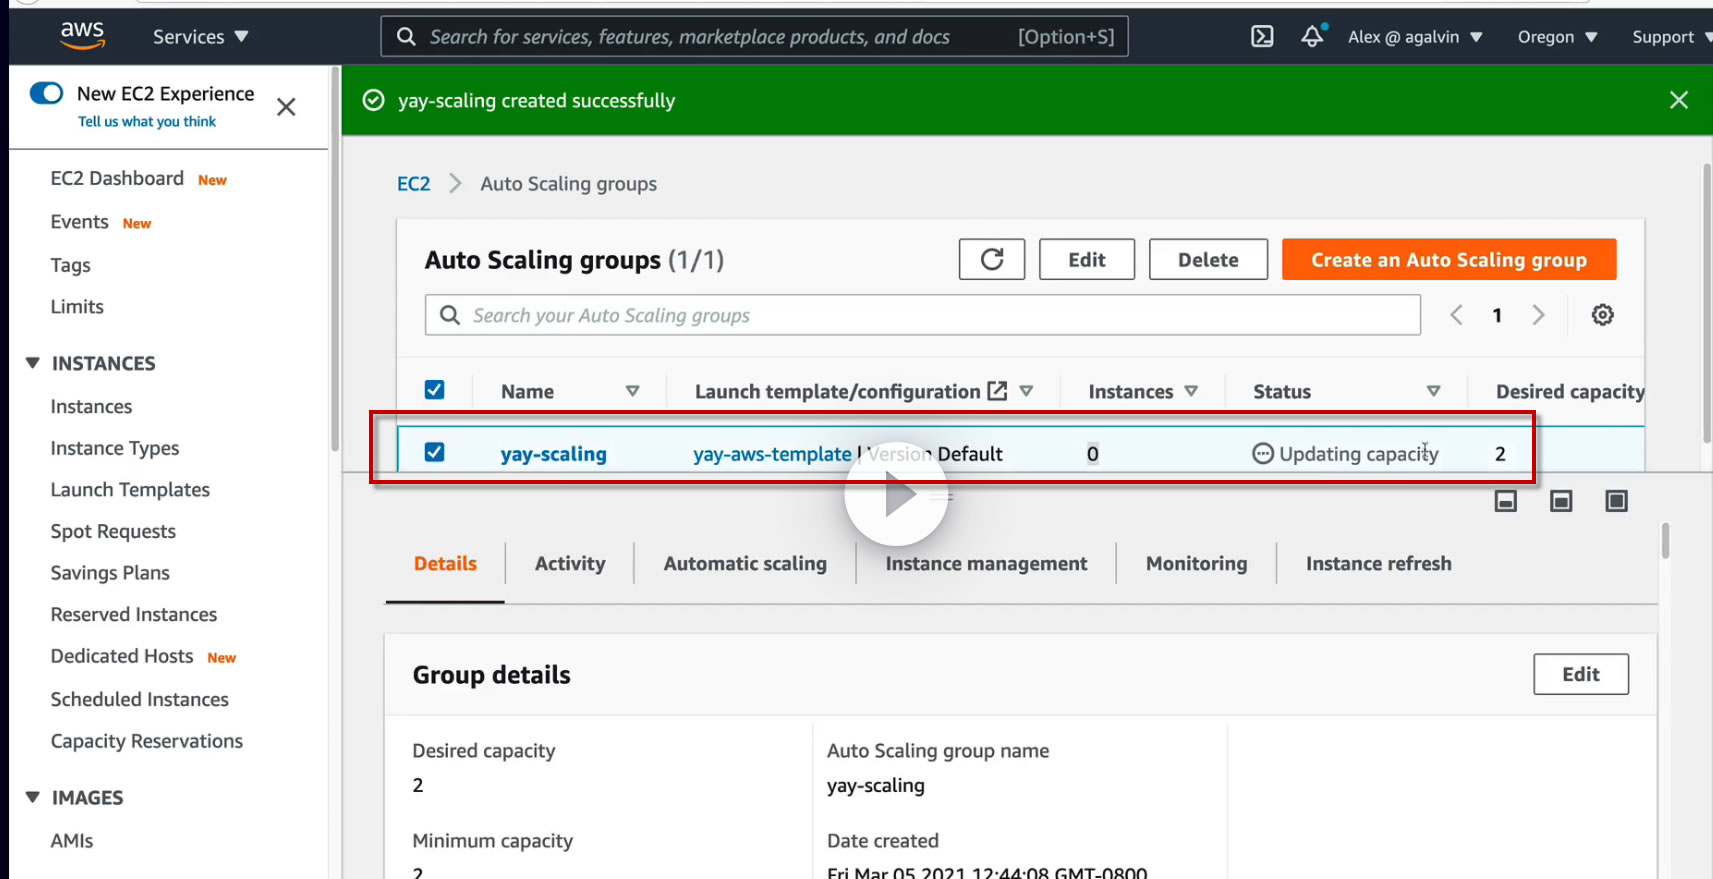 aws
Services
Search for services, features, marketplace products, and docs
[Option+S]
Alex @ agalvin
Oregon
Support
New EC2 Experience
Tell us what you think
EC2 Dashboard New
Events New
Tags
Limits
INSTANCES
Instances
Instance Types
Launch Templates
Spot Requests
Savings Plans
Reserved Instances
Dedicated Hosts New
Scheduled Instances
Capacity Reservations
IMAGES
AMIs
yay-scaling created successfully
EC2 > Auto Scaling groups
Auto Scaling groups (1/1)
Edit
Delete
Create an Auto Scaling group
Search your Auto Scaling groups
1
Name
Launch template/configuration
Instances
Status
Desired capacity
yay-scaling
yay-aws-template | Version Default
0
Updating capacity
2
Details
Activity
Automatic scaling
Instance management
Monitoring
Instance refresh
Group details
Edit
Desired capacity
2
Minimum capacity
2
Auto Scaling group name
yay-scaling
Date created
Fri Mar 05 2021 12:44:08 GMT-0800